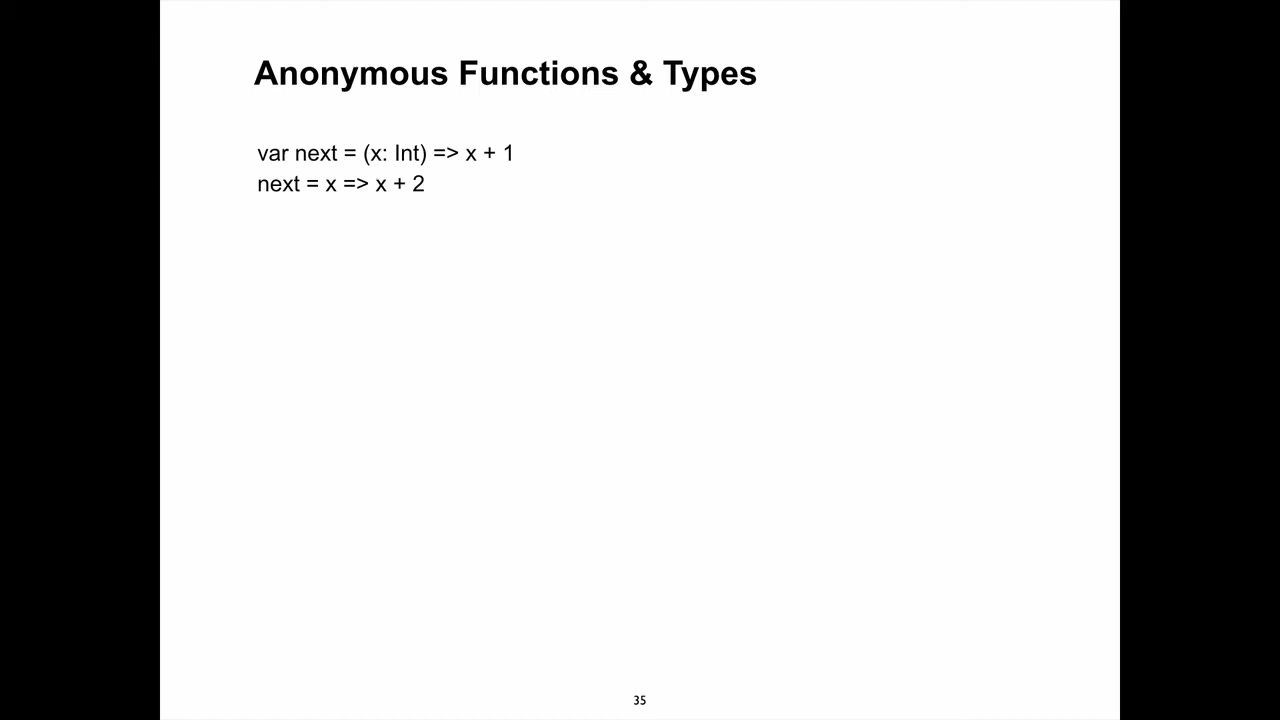 Anonymous Functions & Types
var next = (x: Int) => x + 1
next = x => x + 2
35